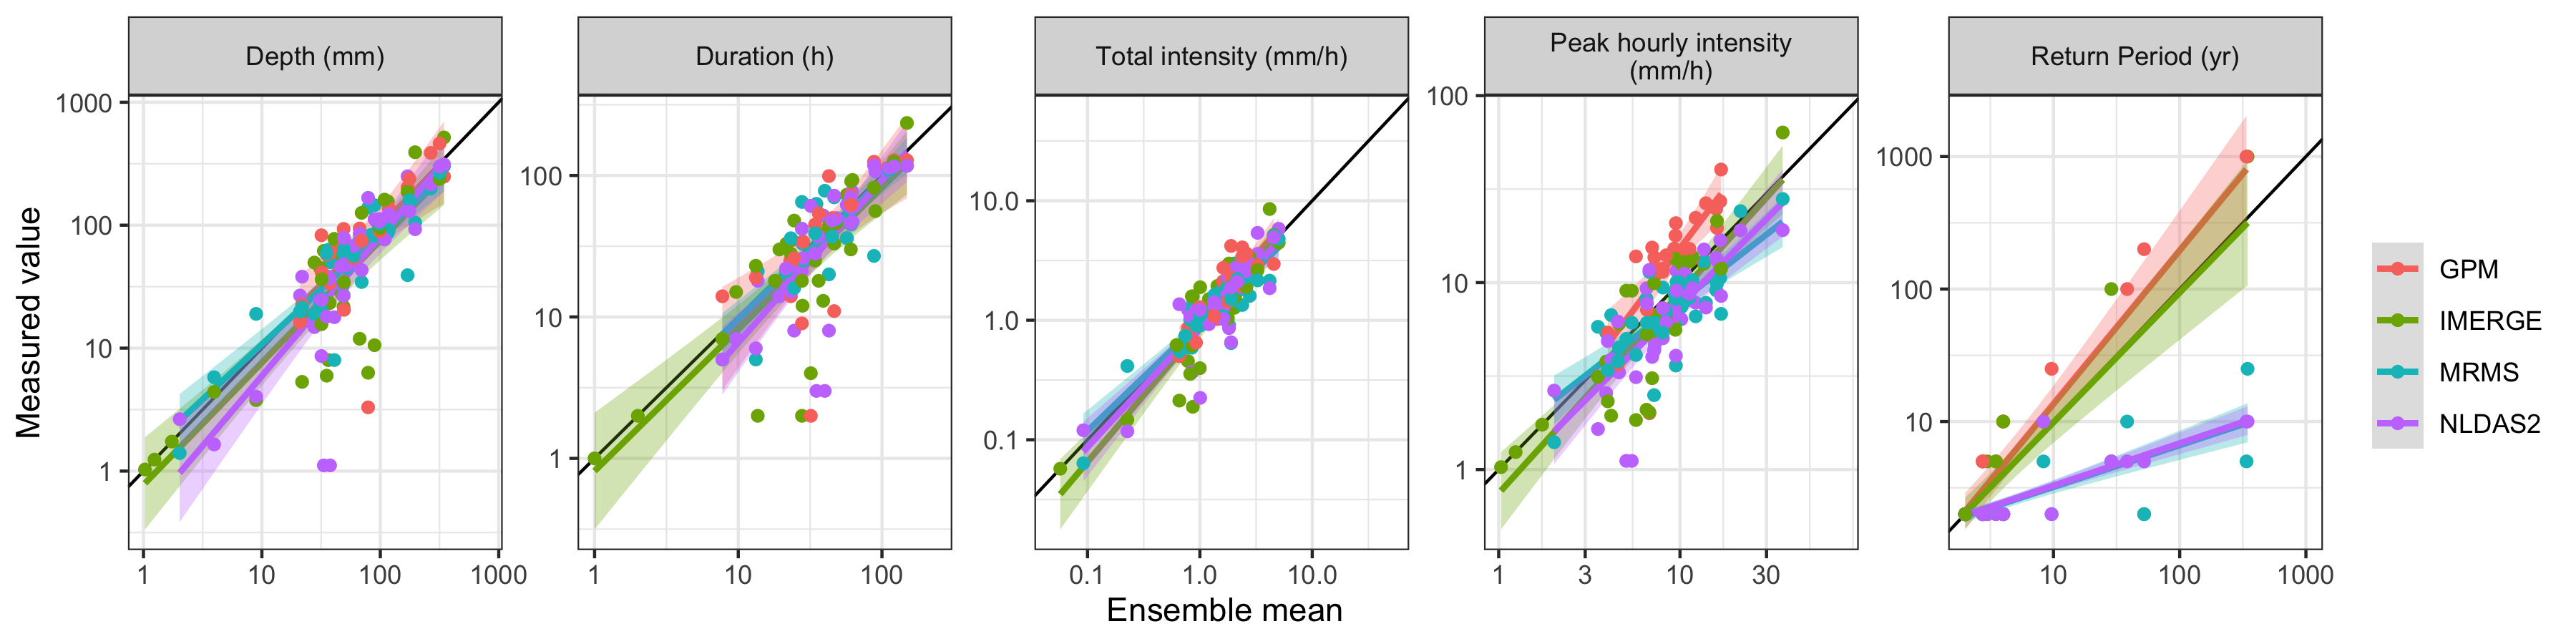 Depth (mm)
Duration (h)
Total intensity (mm/h)
Peak hourly intensity
(mm/h)
Return Period (yr)
Measured value
1000
100
10
1
1
10
100
1000
100
10
1
1
10
100
10.0
1.0
0.1
0.1
1.0
10.0
100
10
1
1
3
10
30
1000
100
10
10
100
1000
Ensemble mean
GPM
IMERGE
MRMS
NLDAS2